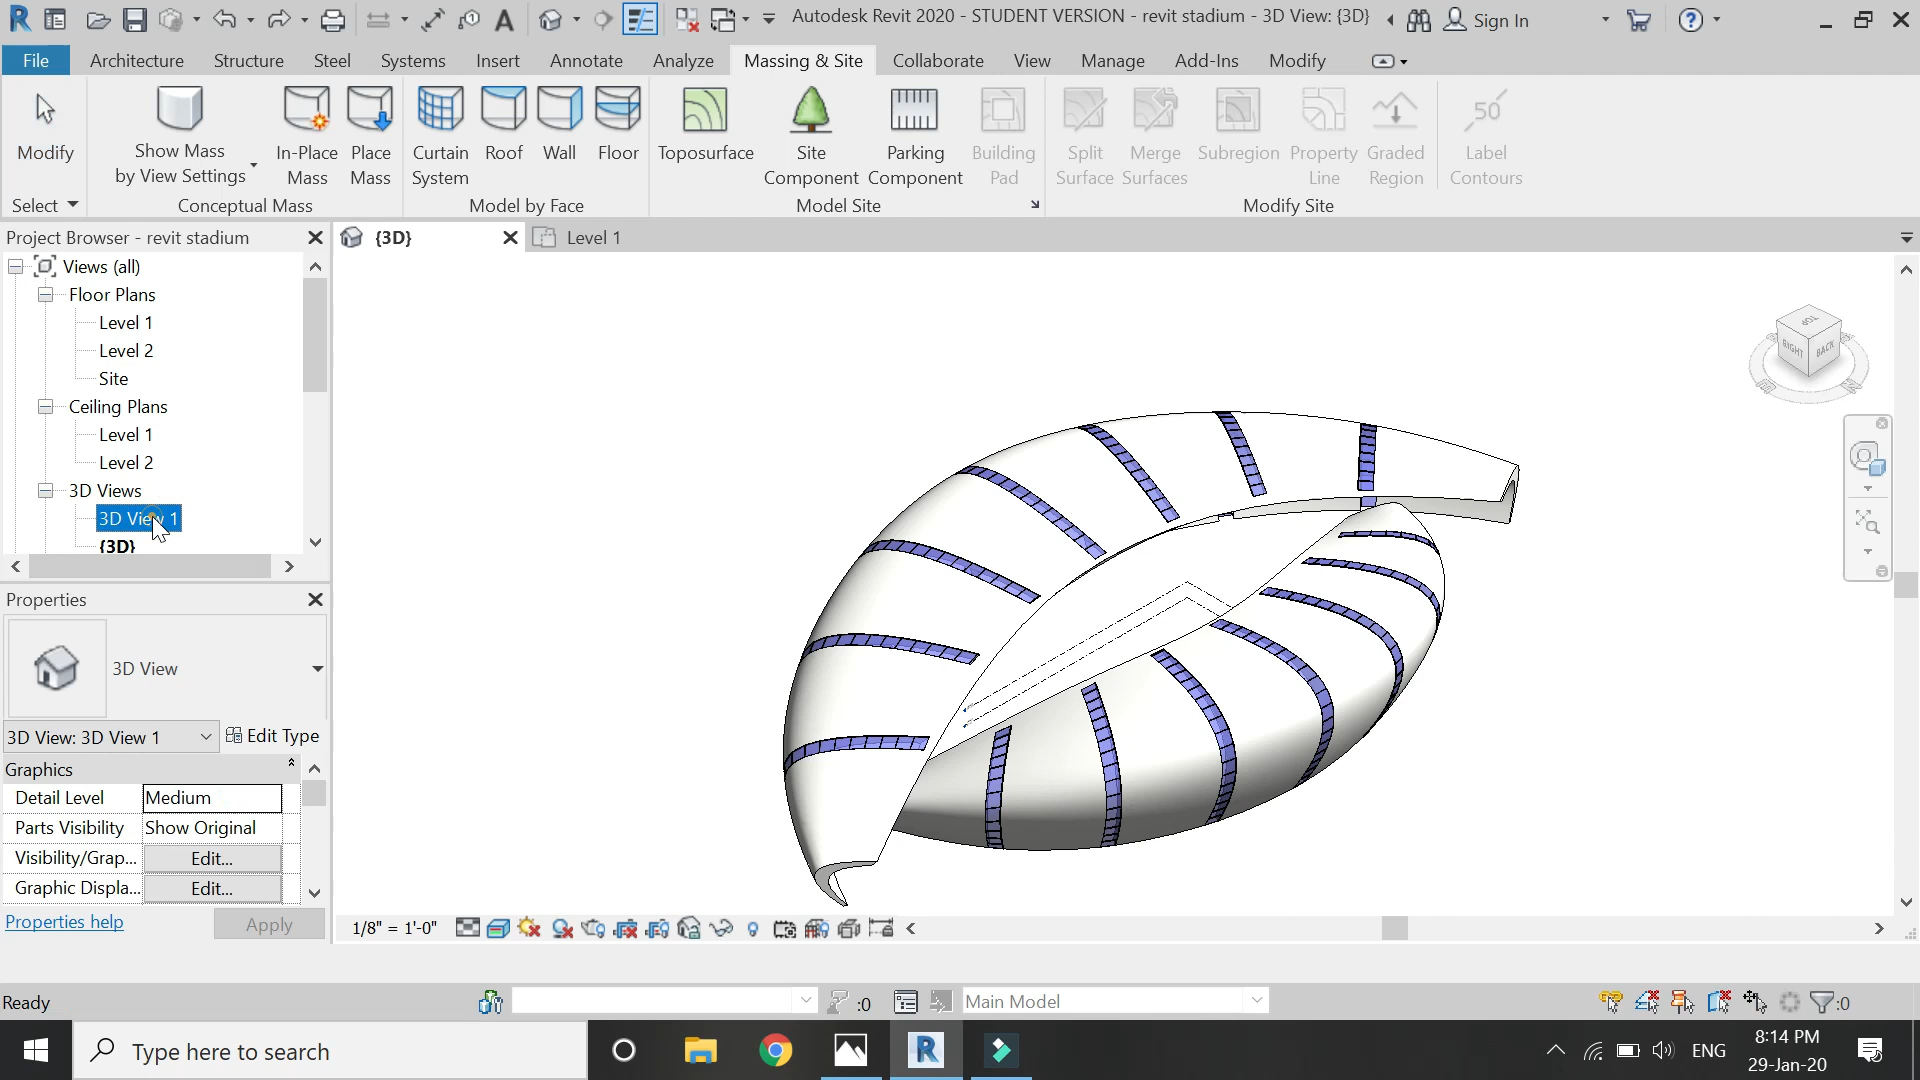 Autodesk Revit 2020 - STUDENT VERSION - revit stadium - 3D View: {3D}
Sign In
File Architecture Structure Steel Systems Insert Annotate Analyze Massing & Site Collaborate View Manage Add-Ins Modify
Modify
Show Mass
by View Settings
In-Place
Mass
Place
Mass
Curtain
System
Roof
Wall
Floor
Toposurface
Site
Component
Parking
Component
Building
Pad
Split
Surface
Merge
Surfaces
Subregion
Property
Line
Graded
Region
50
Label
Contours
Select
Conceptual Mass
Model by Face
Model Site
Modify Site
Project Browser - revit stadium
{3D}
Level 1
Views (all)
Floor Plans
Level 1
Level 2
Site
Ceiling Plans
Level 1
Level 2
3D Views
3D View 1
{3D}
TOP
RIGHT
BACK
Properties
3D View
3D View: 3D View 1
Edit Type
Graphics
Detail Level Medium
Parts Visibility Show Original
Visibility/Grap... Edit...
Graphic Displa... Edit...
Properties help
Apply
1/8" = 1'-0"
Ready
:0
Main Model
:0
Type here to search
ENG
8:14 PM
29-Jan-20